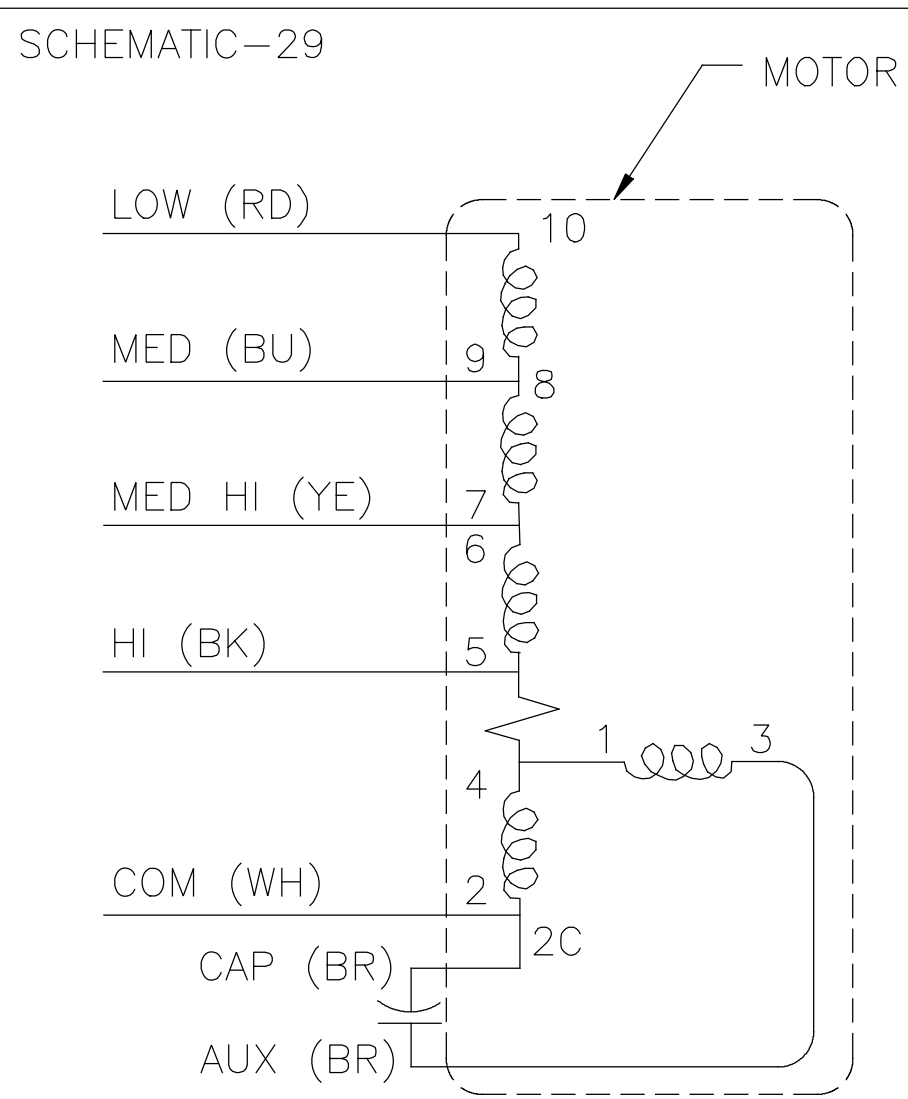 SCHEMATIC-29
MOTOR
LOW (RD)
10
MED (BU)
9
8
MED HI (YE)
7
6
HI (BK)
5
1
3
4
COM (WH)
2
2C
CAP (BR)
AUX (BR)